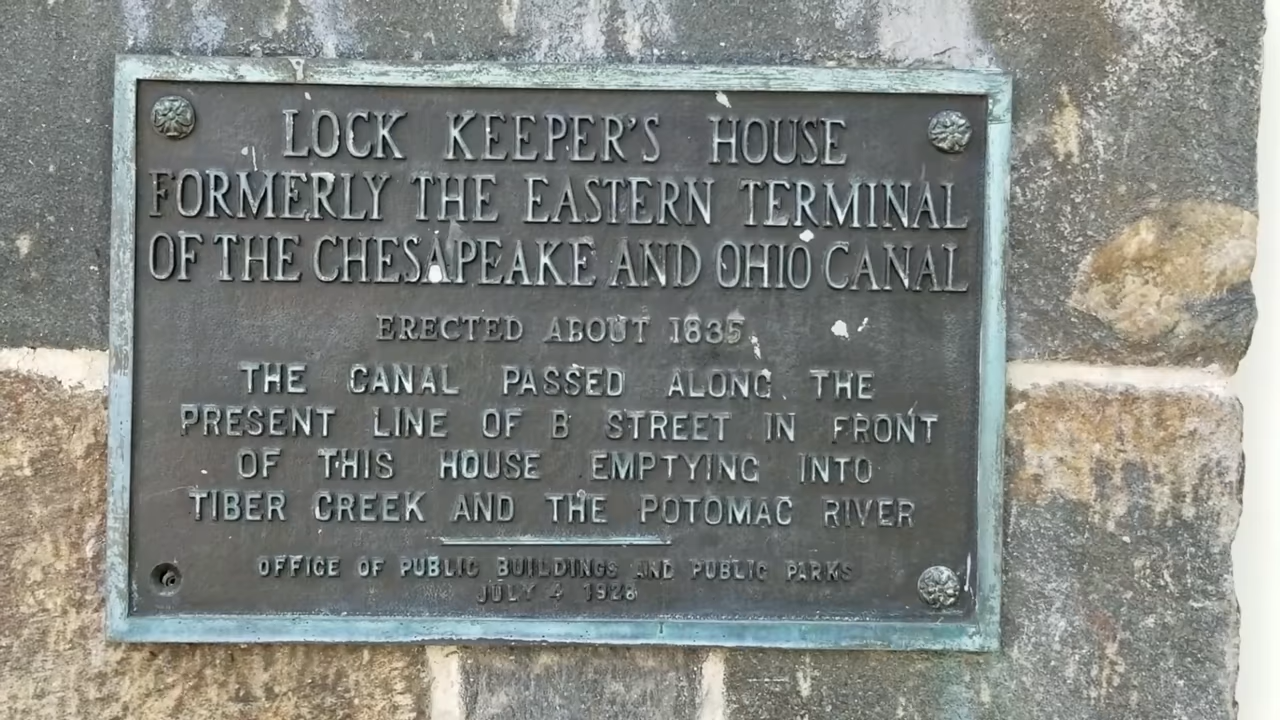 LOCK KEEPER'S HOUSE
FORMERLY THE EASTERN TERMINAL
OF THE CHESAPEAKE AND OHIO CANAL
ERECTED ABOUT 1835
THE CANAL PASSED ALONG THE
PRESENT LINE OF B STREET IN FRONT
OF THIS HOUSE EMPTYING INTO
TIBER CREEK AND THE POTOMAC RIVER
OFFICE OF PUBLIC BUILDINGS AND PUBLIC PARKS
JULY 4 1928